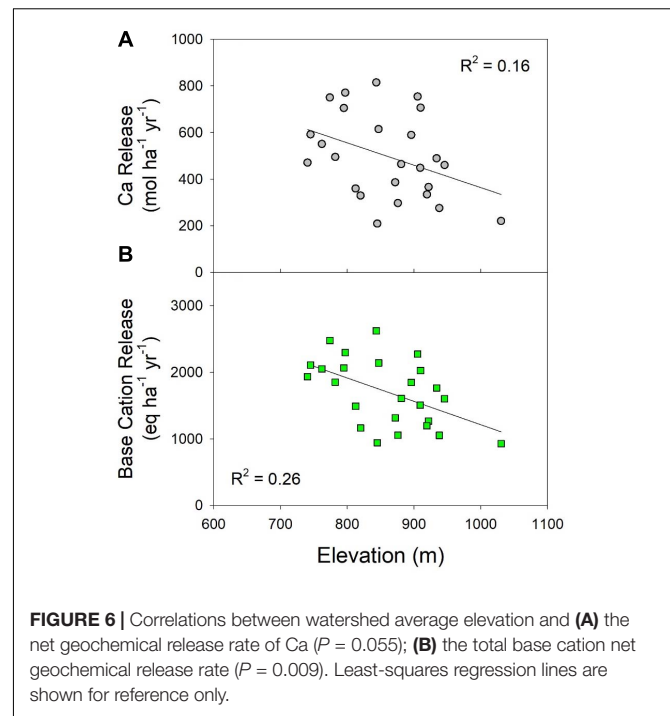 A
1000
R² = 0.16
800
600
400
200
0
Ca Release
(mol ha⁻¹ yr⁻¹)
B
3000
2000
1000
0
Base Cation Release
(eq ha⁻¹ yr⁻¹)
R² = 0.26
600 700 800 900 1000 1100
Elevation (m)
FIGURE 6 | Correlations between watershed average elevation and (A) the
net geochemical release rate of Ca (P = 0.055); (B) the total base cation net
geochemical release rate (P = 0.009). Least-squares regression lines are
shown for reference only.